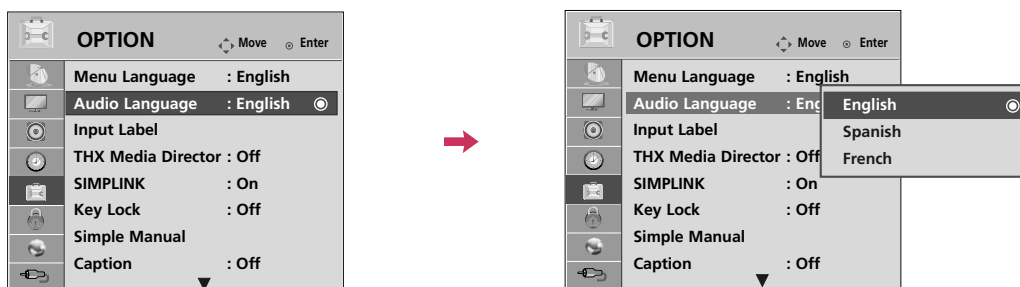 OPTION Move Enter
Menu Language : English
Audio Language : English
Input Label
THX Media Director : Off
SIMPLINK : On
Key Lock : Off
Simple Manual
Caption : Off
OPTION Move Enter
Menu Language : English
Audio Language : Eng
Input Label
THX Media Director : Off
SIMPLINK : On
Key Lock : Off
Simple Manual
Caption : Off
English
Spanish
French